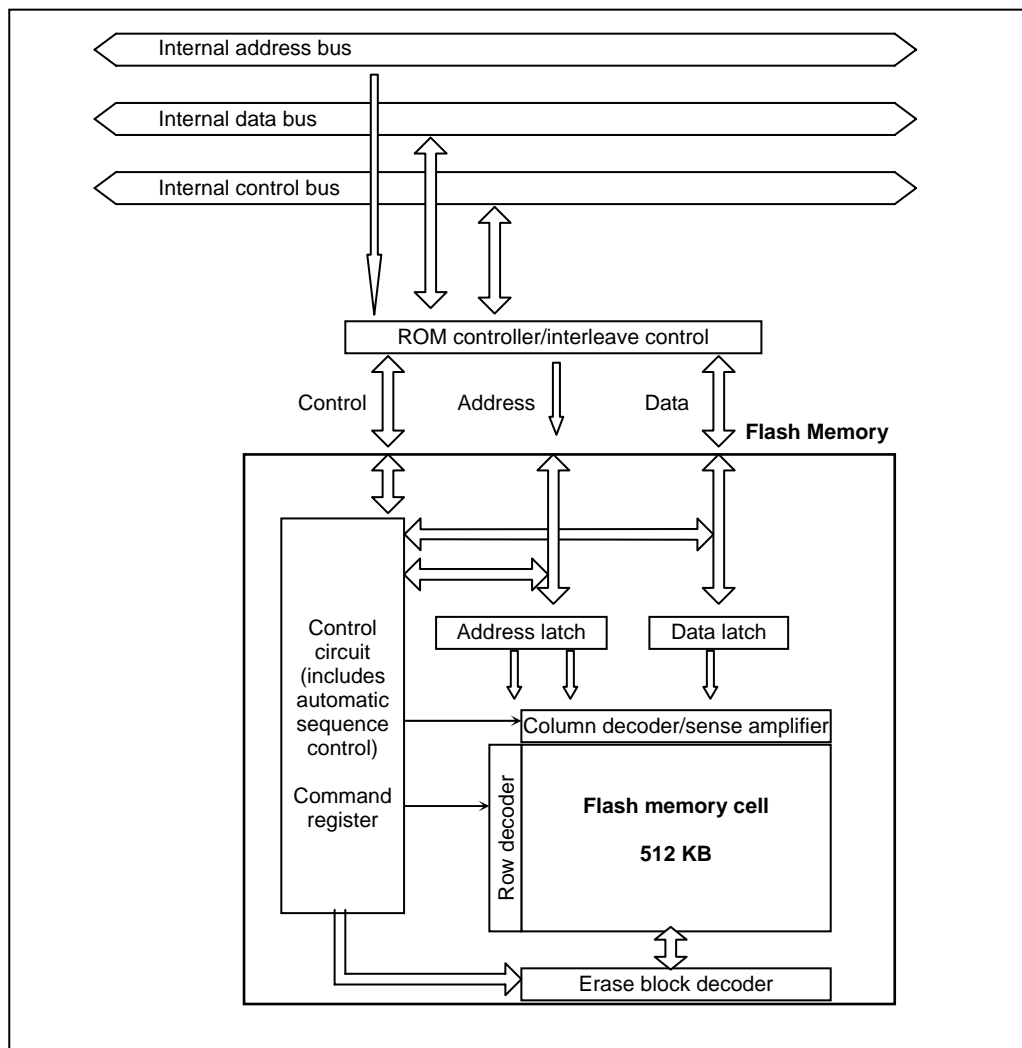 Internal address bus
Internal data bus
Internal control bus
ROM controller/interleave control
Control
Address
Data
Flash Memory
Control
circuit
(includes
automatic
sequence
control)
Command
register
Address latch
Data latch
Column decoder/sense amplifier
Row decoder
Flash memory cell
512 KB
Erase block decoder